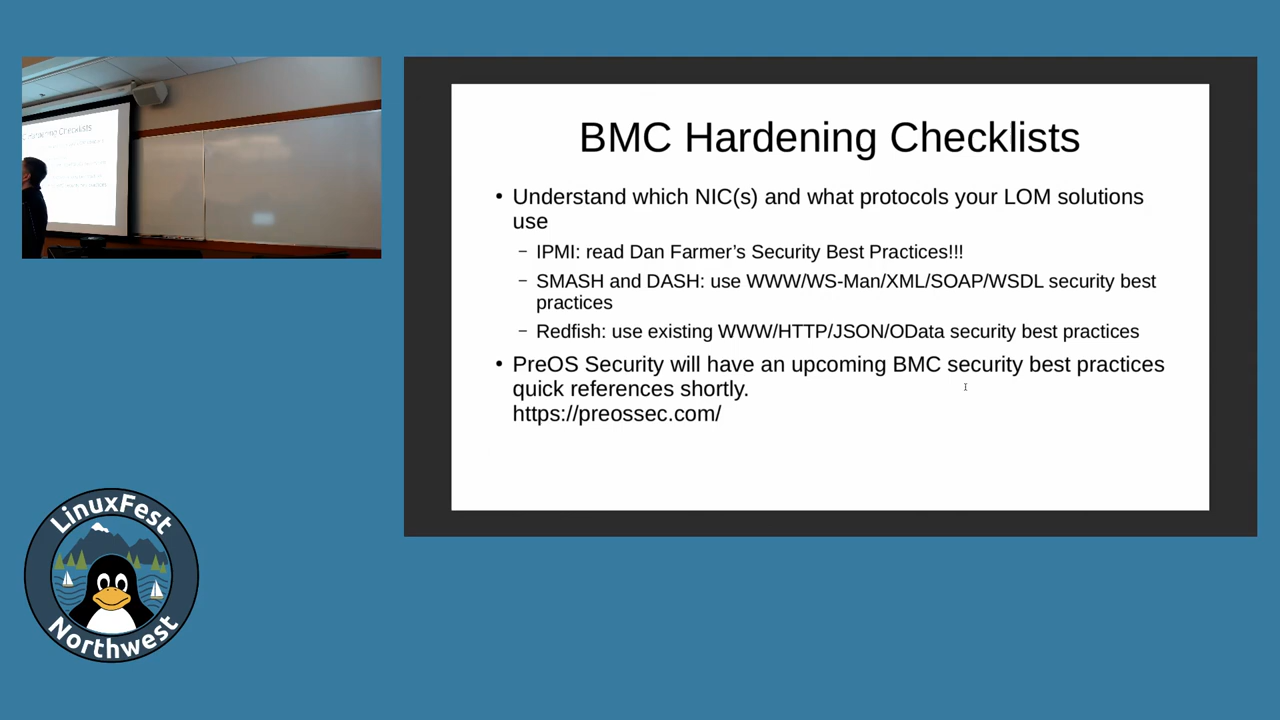 BMC Hardening Checklists
• Understand which NIC(s) and what protocols your LOM solutions
use
– IPMI: read Dan Farmer’s Security Best Practices!!!
– SMASH and DASH: use WWW/WS-Man/XML/SOAP/WSDL security best
practices
– Redfish: use existing WWW/HTTP/JSON/OData security best practices
• PreOS Security will have an upcoming BMC security best practices
quick references shortly.
https://preossec.com/
Hardening Checklists
LinuxFest
Northwest